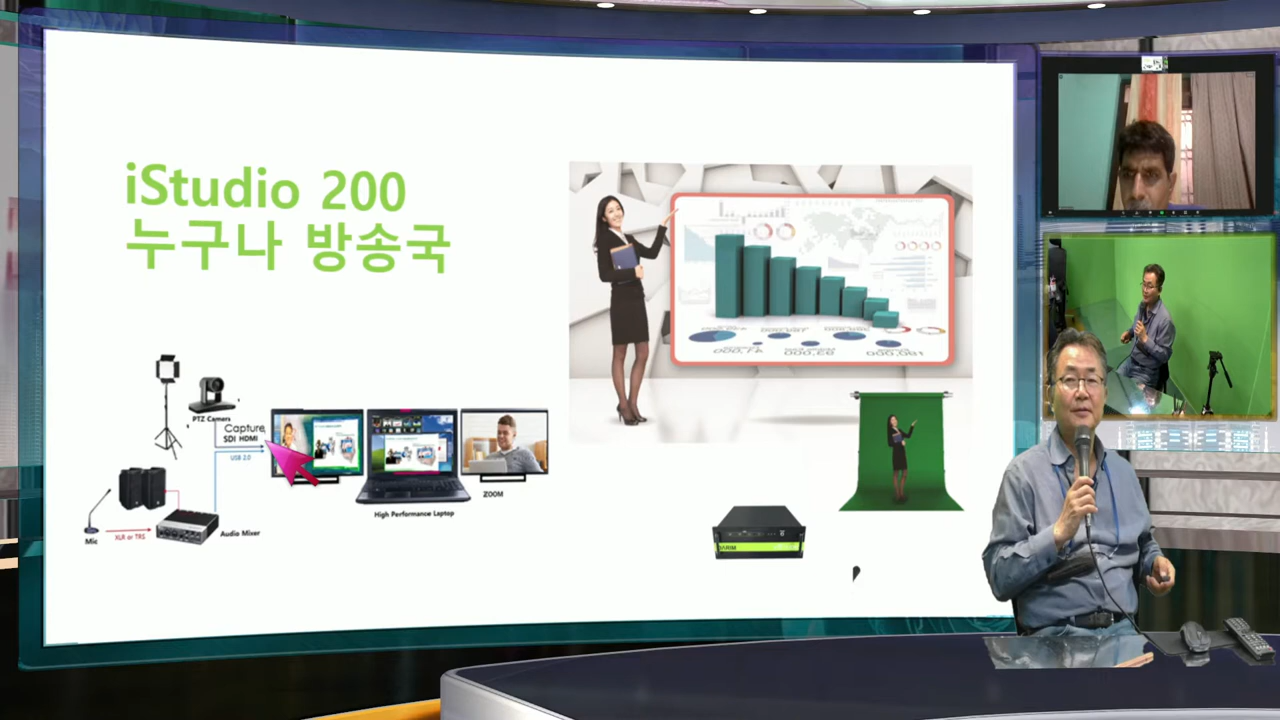 iStudio 200
누구나 방송국
PTZ Camera
Capture,
SDI HDMI
USB 2.0
ZOOM
High Performance Laptop
Mic
XLR or TRS
Audio Mixer